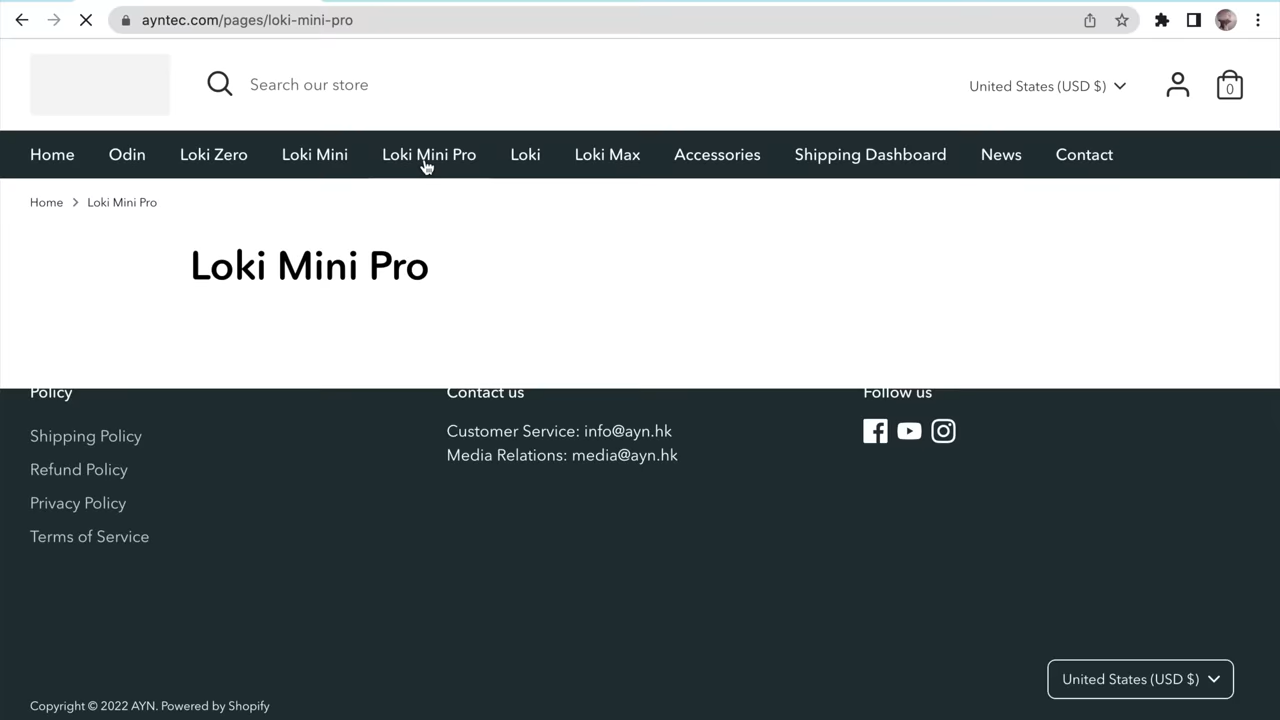 ayntec.com/pages/loki-mini-pro
Search our store
United States (USD $)
0
Home Odin Loki Zero Loki Mini Loki Mini Pro Loki Loki Max Accessories Shipping Dashboard News Contact
Home > Loki Mini Pro
Loki Mini Pro
Policy
Shipping Policy
Refund Policy
Privacy Policy
Terms of Service
Contact us
Customer Service: info@ayn.hk
Media Relations: media@ayn.hk
Follow us
United States (USD $)
Copyright © 2022 AYN. Powered by Shopify